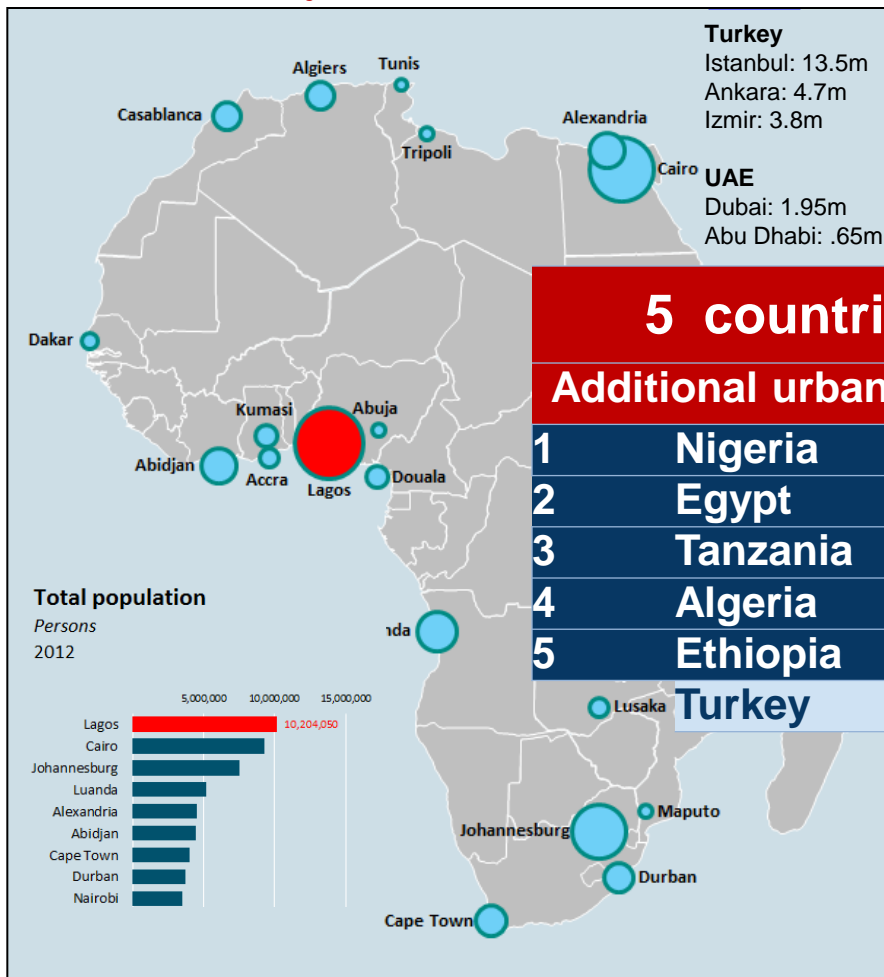 Turkey
Istanbul: 13.5m
Ankara: 4.7m
Izmir: 3.8m
UAE
Dubai: 1.95m
Abu Dhabi: .65m
Tunis
Algiers
Casablanca
Alexandria
Tripoli
Cairo
Dakar
Kumasi
Abuja
Abidjan
Accra
Lagos
Douala
nda
Lusaka
Maputo
Johannesburg
Durban
Cape Town
5 countri
Additional urban
1 Nigeria
2 Egypt
3 Tanzania
4 Algeria
5 Ethiopia
Turkey
Total population
Persons
2012
5,000,000 10,000,000 15,000,000
Lagos 10,204,050
Cairo
Johannesburg
Luanda
Alexandria
Abidjan
Cape Town
Durban
Nairobi